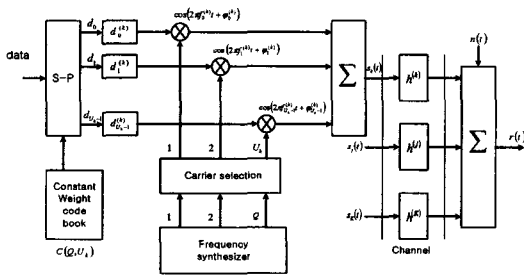 data
S-P
d_0
d_0^{(k)}
cos(2πf_0^{(k)}t + φ_0^{(k)})
d_1
d_1^{(k)}
cos(2πf_1^{(k)}t + φ_1^{(k)})
d_{U_k-1}
d_{U_k-1}^{(k)}
cos(2πf_{U_k-1}^{(k)}t + φ_{U_k-1}^{(k)})
1 2 U_k
Carrier selection
1 2 Q
Frequency
synthesizer
Constant
Weight
code
book
C(Q,U_k)
Σ
s_k(t)
h^{(k)}
s_j(t)
h^{(j)}
s_K(t)
h^{(K)}
Channel
n(t)
Σ
r(t)